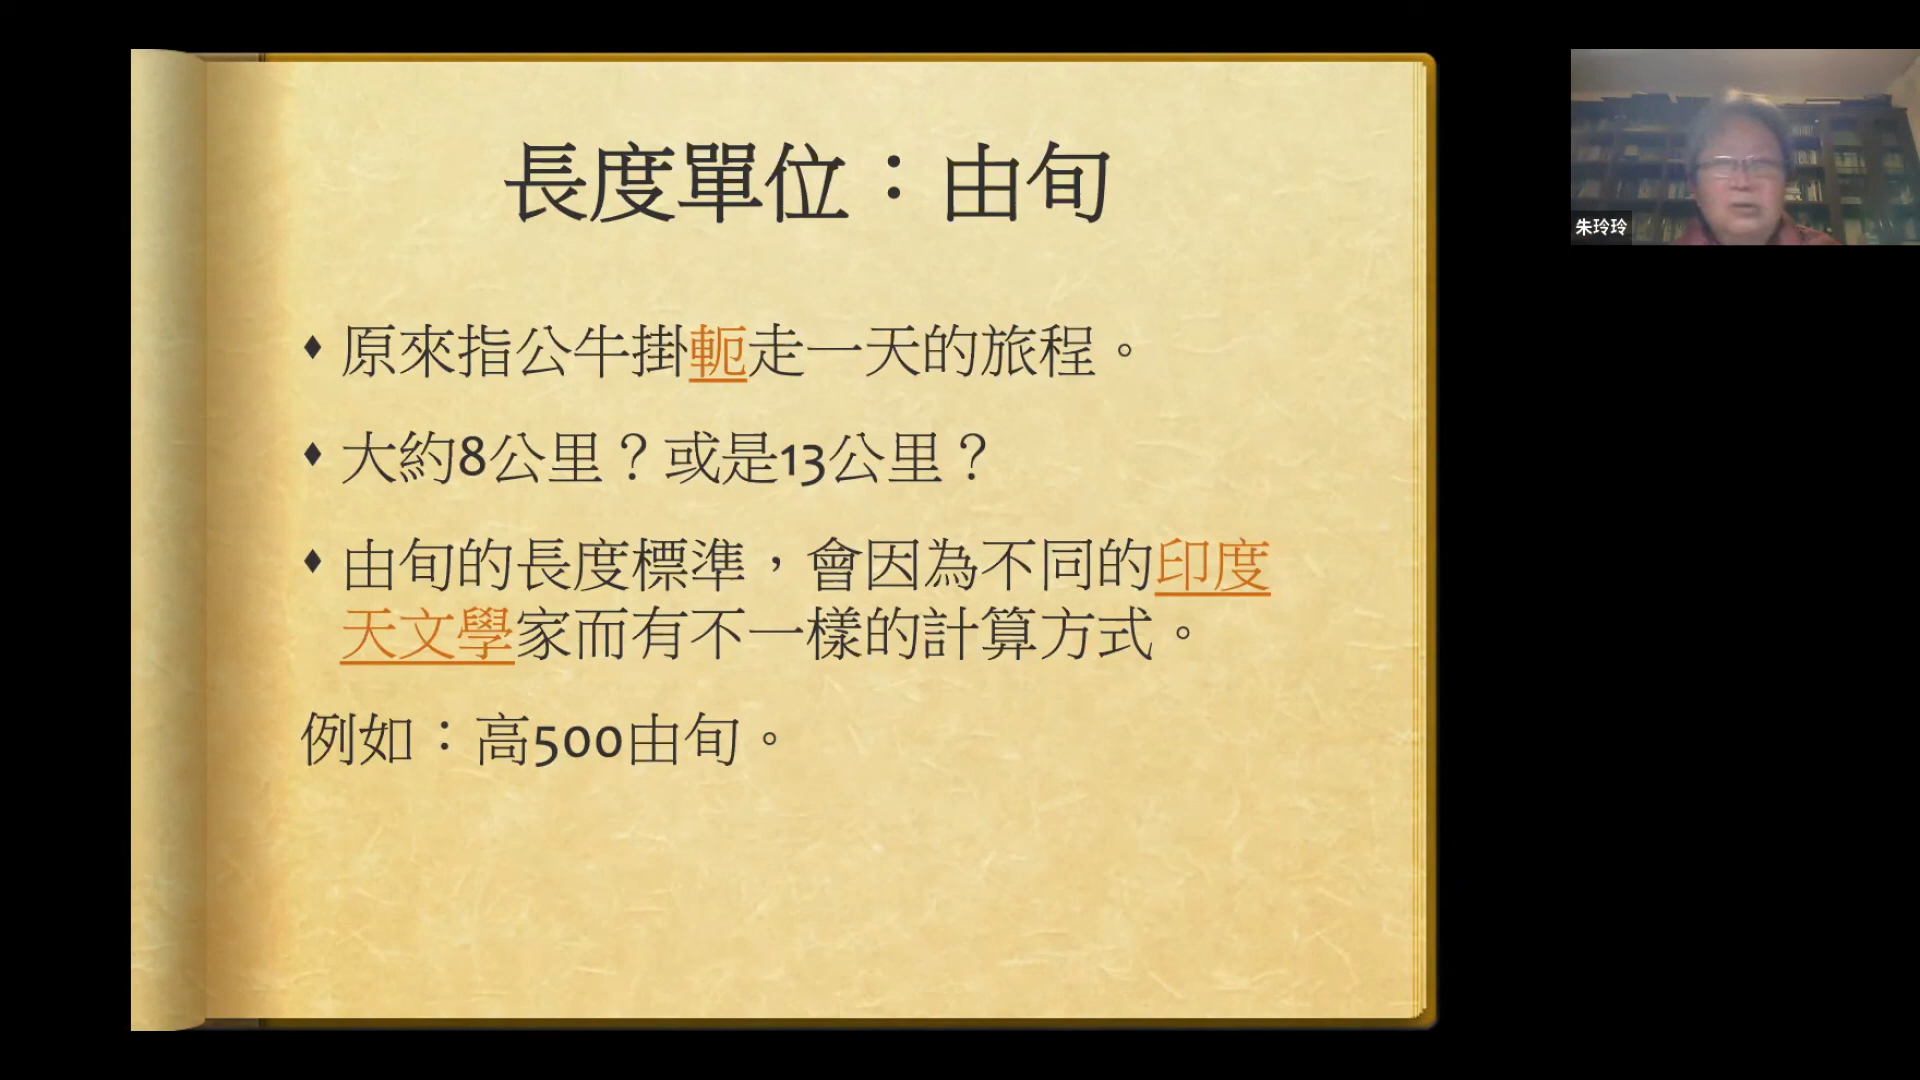 長度單位：由旬
原來指公牛掛軛走一天的旅程。
大約8公里？或是13公里？
由旬的長度標準，會因為不同的印度
天文學家而有不一樣的計算方式。
例如：高500由旬。
朱玲玲